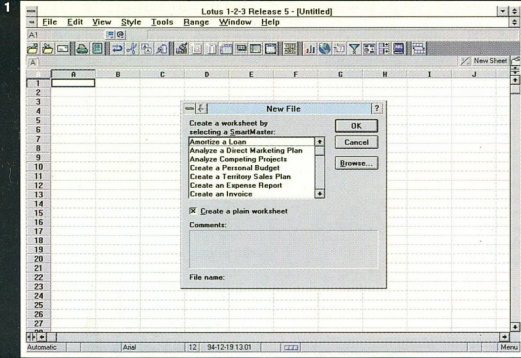 1
Lotus 1-2-3 Release 5 - [Untitled]
File Edit View Style Tools Range Window Help
A1
A New Sheet
A A B C D E F G H I J
1
2
3
4
5
6
7
8
9
10
11
12
13
14
15
16
17
18
19
20
21
22
23
24
25
26
27
New File ?
Create a worksheet by
selecting a SmartMaster:
Amortize a Loan
Analyze a Direct Marketing Plan
Analyze Competing Projects
Create a Personal Budget
Create a Territory Sales Plan
Create an Expense Report
Create an Invoice
OK
Cancel
Browse...
Create a plain worksheet
Comments:
File name:
Automatic Arial 12 94-12-19 13:01 Menu